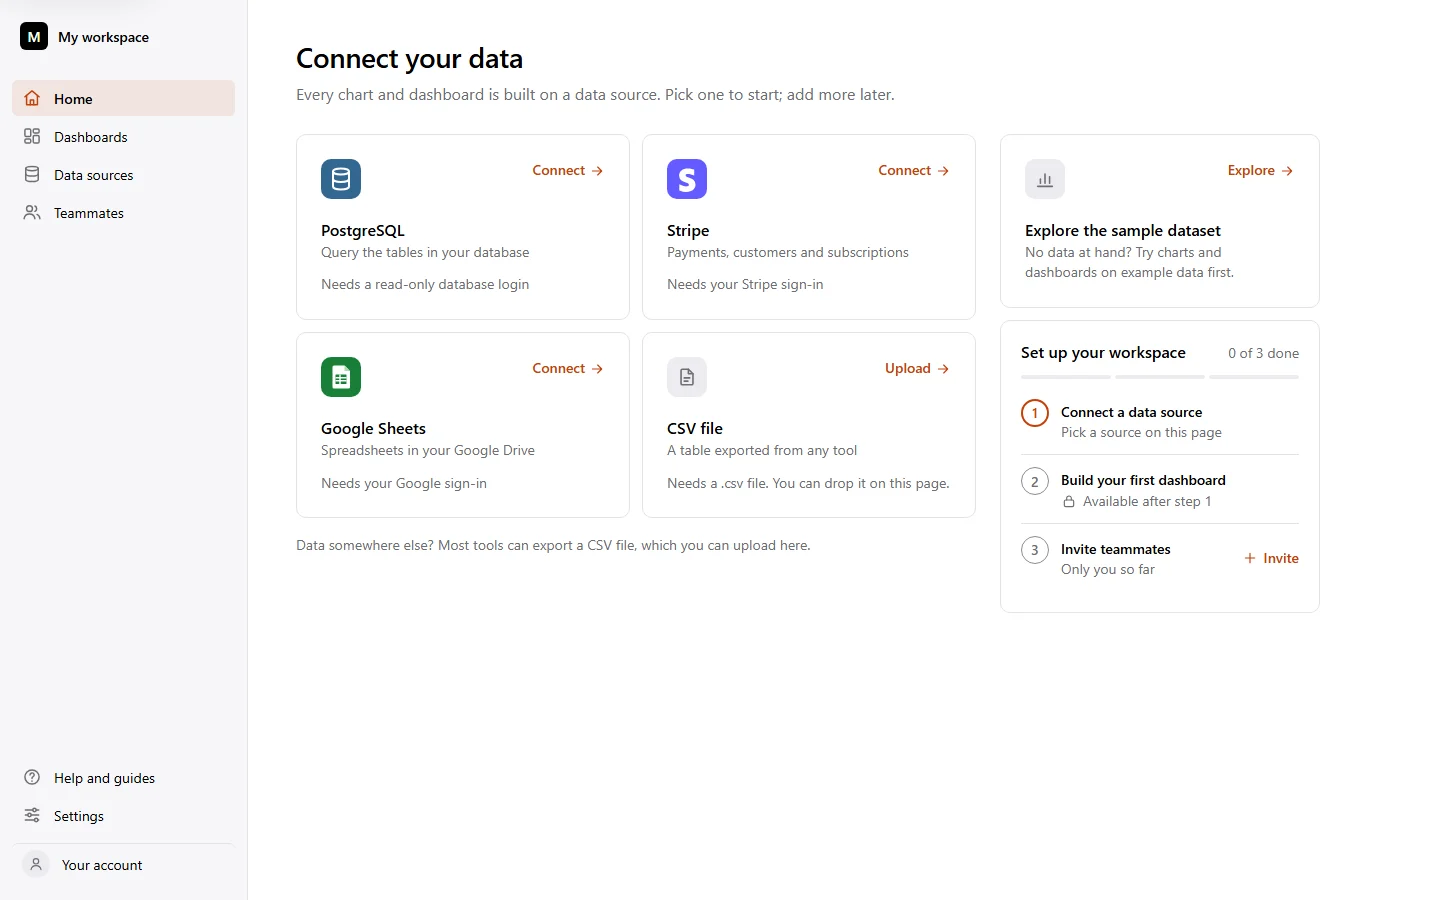 M My workspace
Home
Dashboards
Data sources
Teammates
Help and guides
Settings
Your account
Connect your data
Every chart and dashboard is built on a data source. Pick one to start; add more later.
Connect
PostgreSQL
Query the tables in your database
Needs a read-only database login
S
Connect
Stripe
Payments, customers and subscriptions
Needs your Stripe sign-in
Connect
Google Sheets
Spreadsheets in your Google Drive
Needs your Google sign-in
Upload
CSV file
A table exported from any tool
Needs a .csv file. You can drop it on this page.
Data somewhere else? Most tools can export a CSV file, which you can upload here.
Explore
Explore the sample dataset
No data at hand? Try charts and
dashboards on example data first.
Set up your workspace 0 of 3 done
1 Connect a data source
Pick a source on this page
2 Build your first dashboard
Available after step 1
3 Invite teammates
Only you so far
+ Invite